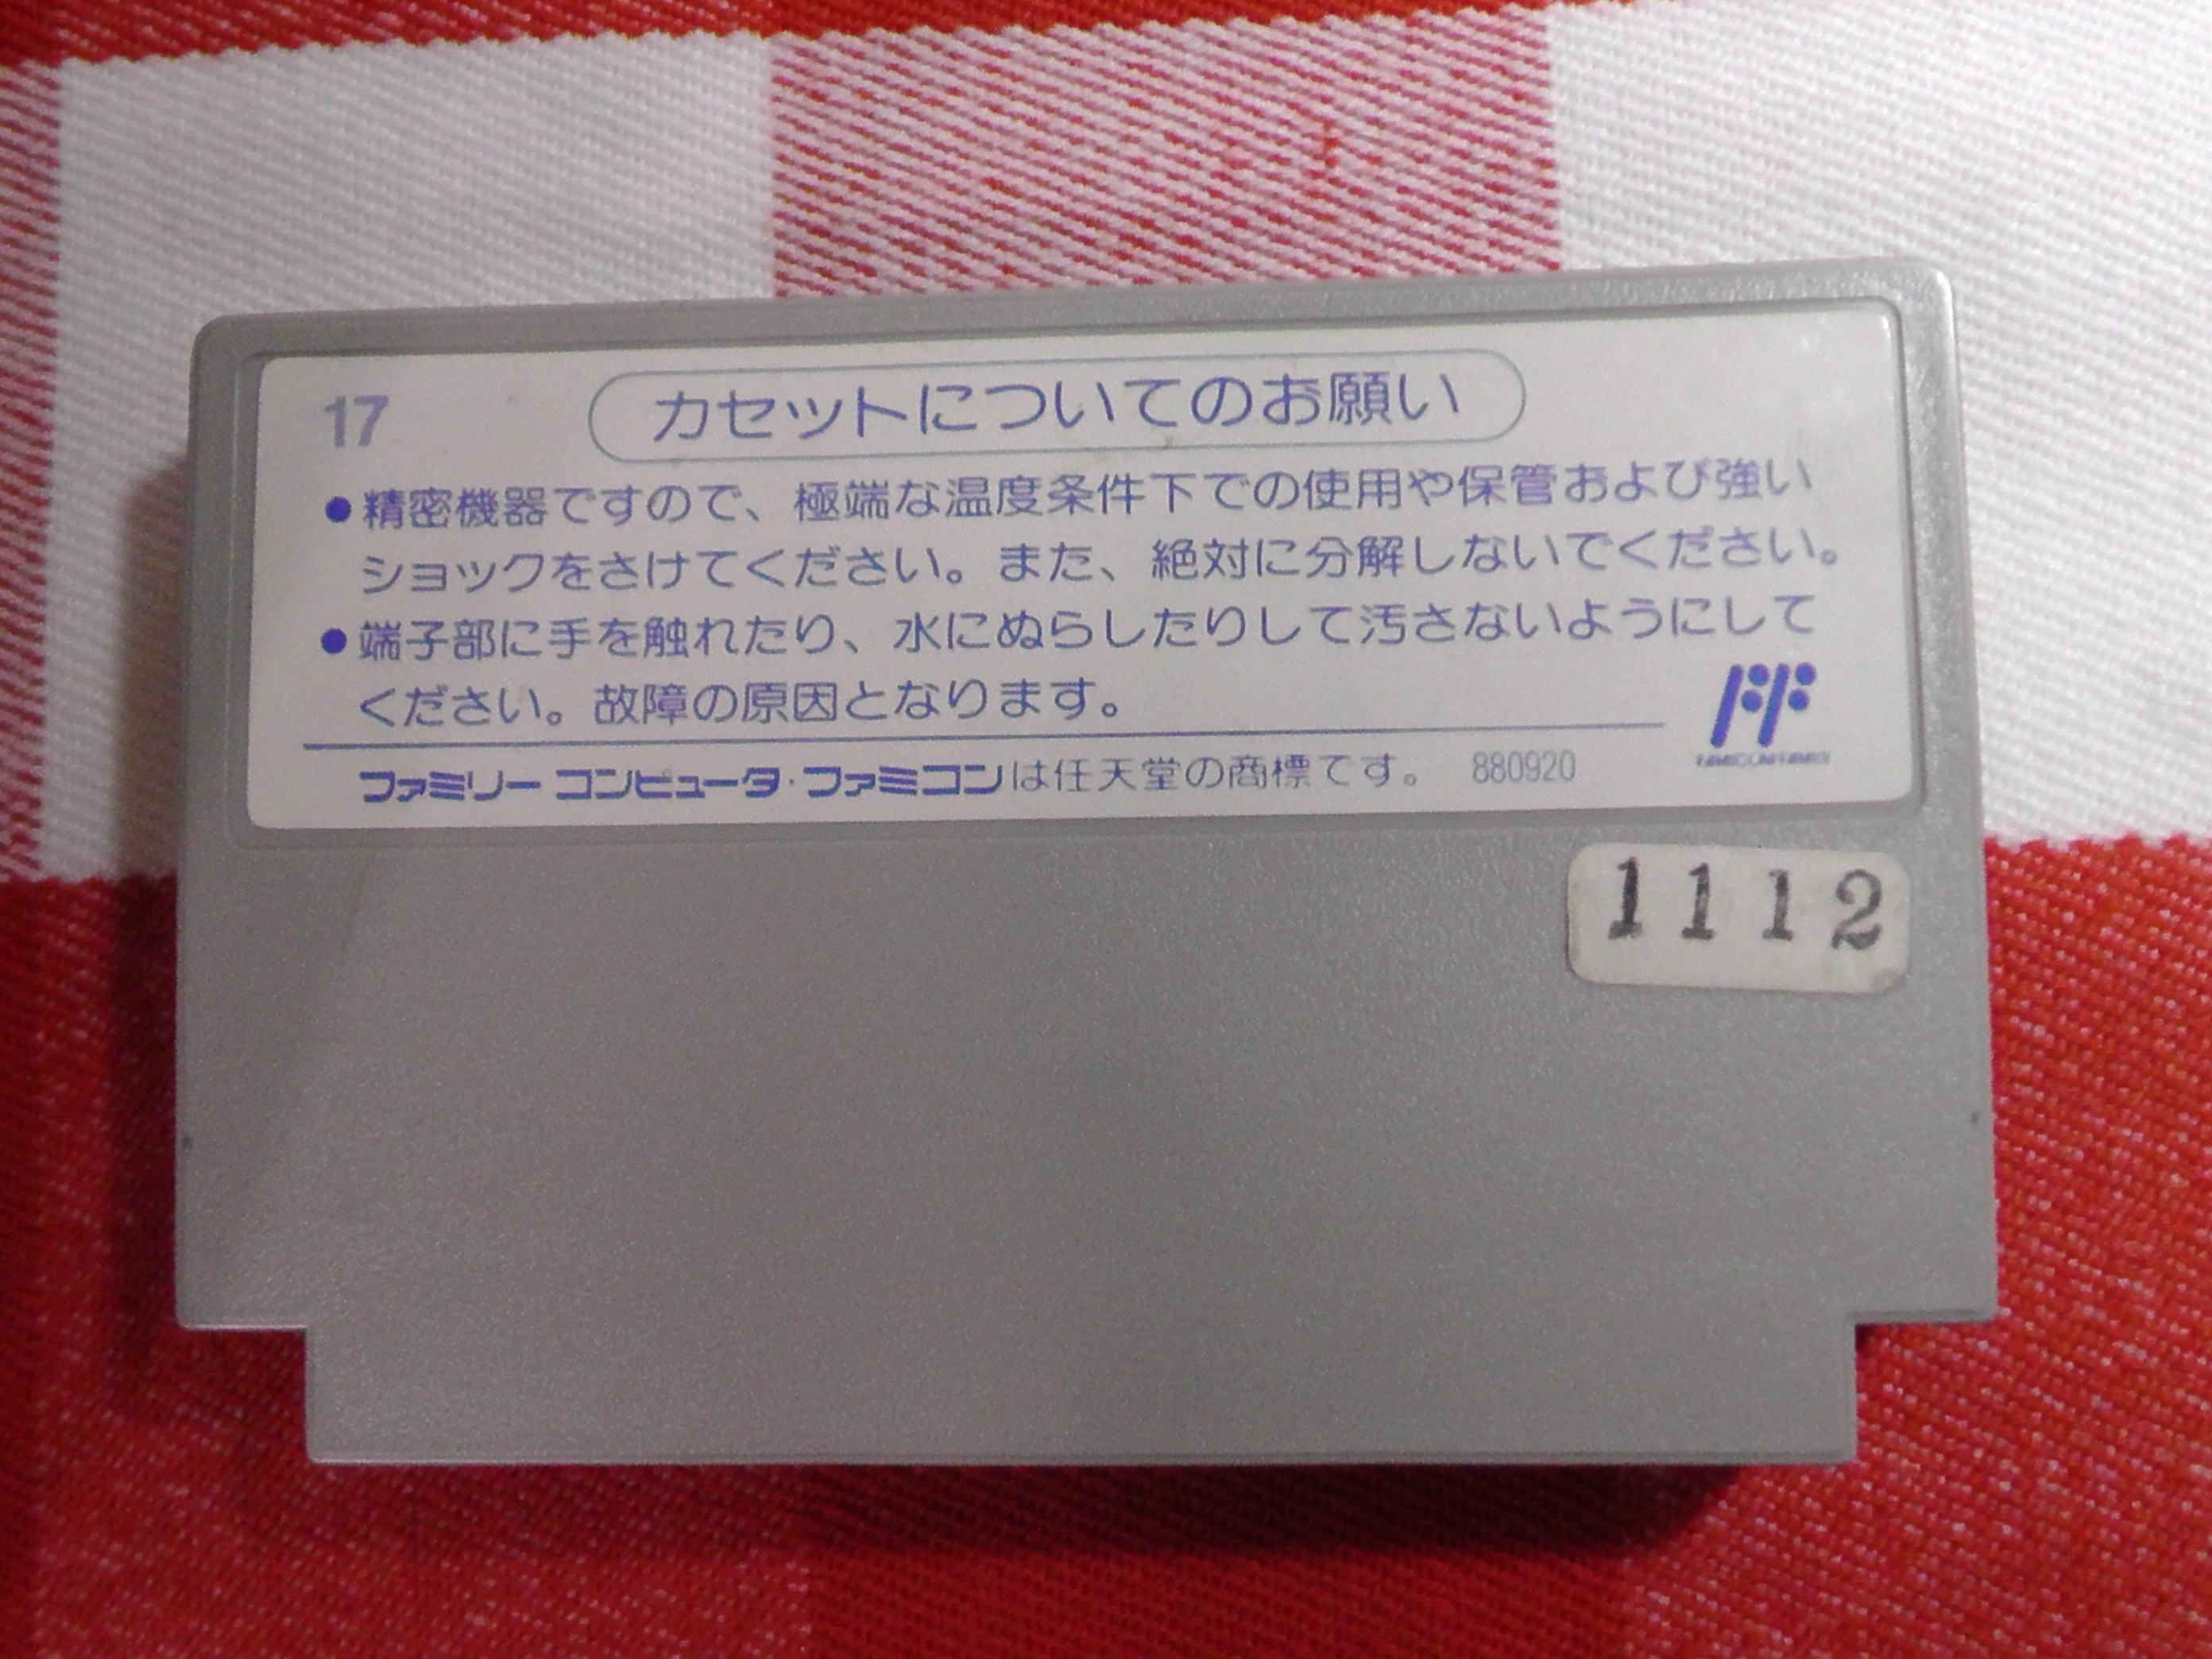 17
カセットについてのお願い
●精密機器ですので、極端な温度条件下での使用や保管および強い
ショックをさけてください。また、絶対に分解しないでください。
●端子部に手を触れたり、水にぬらしたりして汚さないようにして
ください。故障の原因となります。
FF
FAMICOM FAMILY
ファミリー コンピュータ・ファミコンは任天堂の商標です。 880920
1112